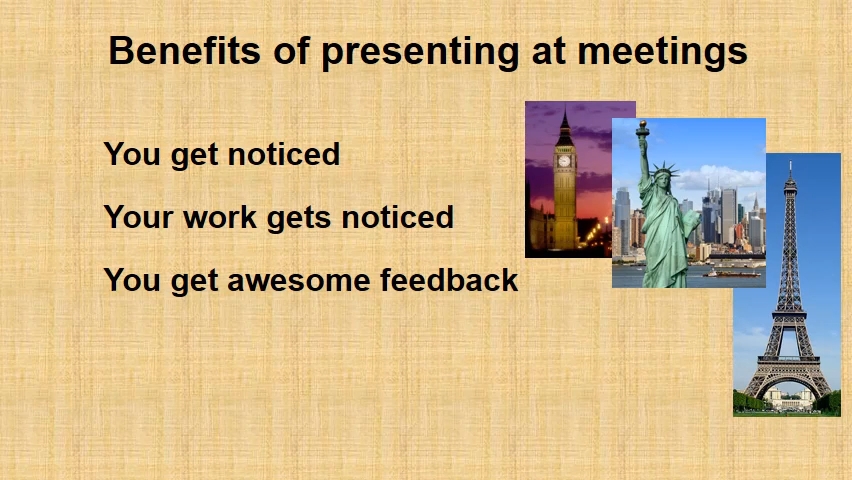 Benefits of presenting at meetings
You get noticed
Your work gets noticed
You get awesome feedback